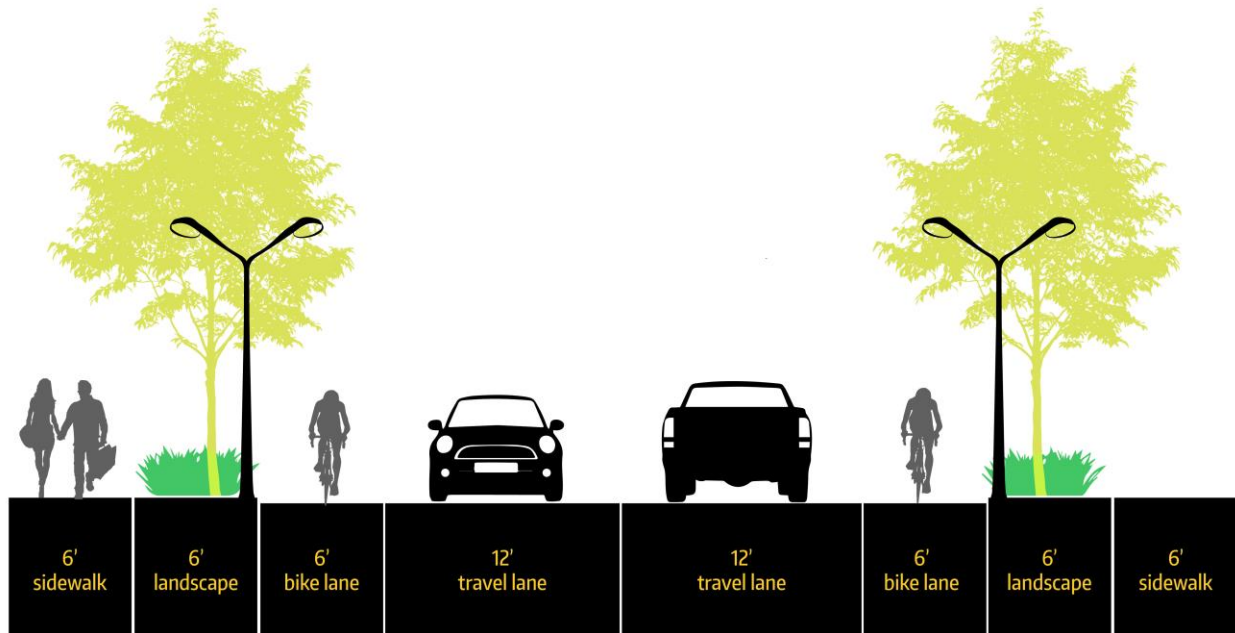 6'
sidewalk
6'
landscape
6'
bike lane
12'
travel lane
12'
travel lane
6'
bike lane
6'
landscape
6'
sidewalk